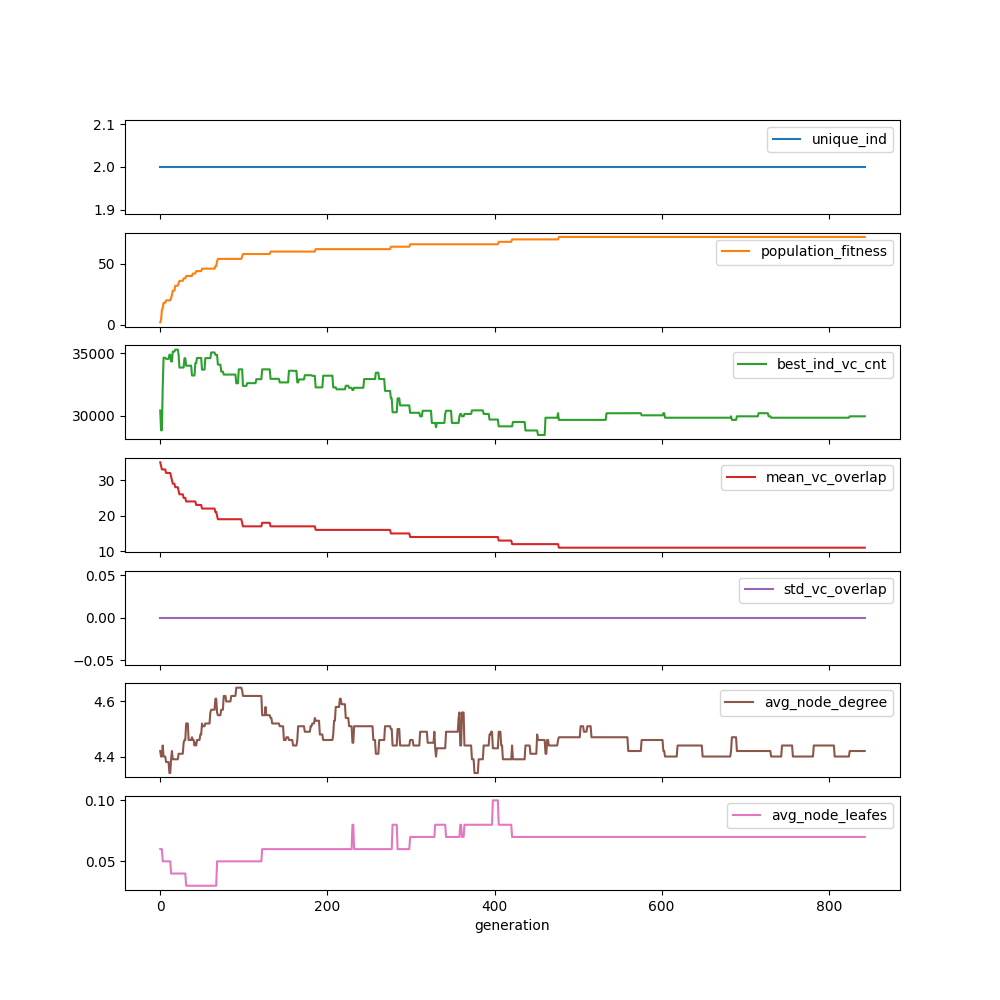 2.1
unique_ind
2.0
1.9
population_fitness
50
0
35000
best_ind_vc_cnt
30000
mean_vc_overlap
30
20
10
0.05
std_vc_overlap
0.00
−0.05
4.6
avg_node_degree
4.4
0.10
avg_node_leafes
0.05
0 200 400 600 800
generation